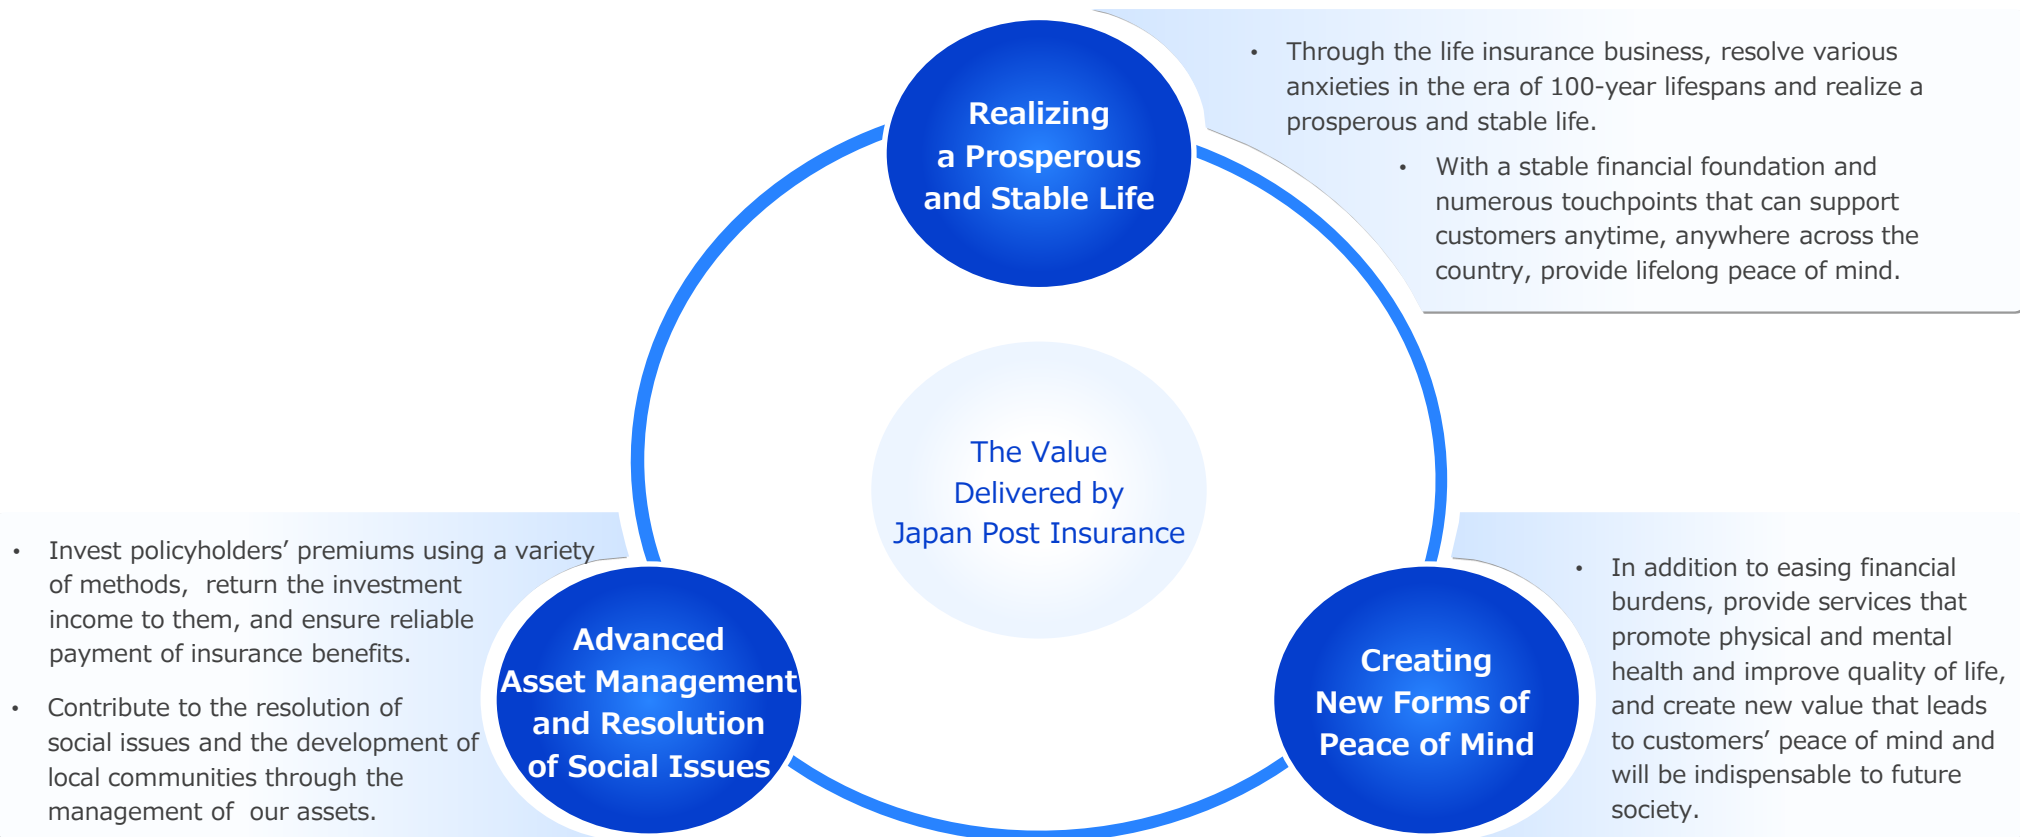 Realizing
a Prosperous
and Stable Life
• Through the life insurance business, resolve various
anxieties in the era of 100-year lifespans and realize a
prosperous and stable life.
• With a stable financial foundation and
numerous touchpoints that can support
customers anytime, anywhere across the
country, provide lifelong peace of mind.
The Value
Delivered by
Japan Post Insurance
• Invest policyholders’ premiums using a variety
of methods, return the investment
income to them, and ensure reliable
payment of insurance benefits.
• Contribute to the resolution of
social issues and the development of
local communities through the
management of our assets.
Advanced
Asset Management
and Resolution
of Social Issues
Creating
New Forms of
Peace of Mind
• In addition to easing financial
burdens, provide services that
promote physical and mental
health and improve quality of life,
and create new value that leads
to customers’ peace of mind and
will be indispensable to future
society.